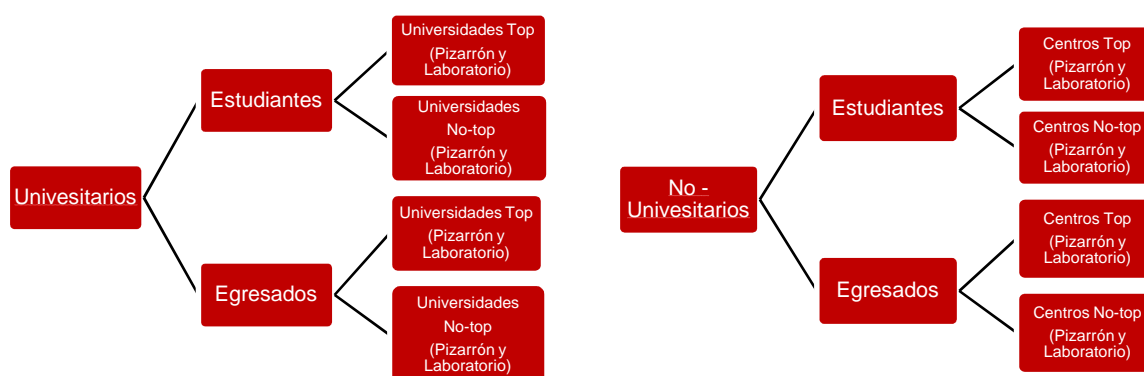 Univesitarios
Estudiantes
Universidades Top
(Pizarrón y
Laboratorio)
Universidades
No-top
(Pizarrón y
Laboratorio)
Egresados
Universidades Top
(Pizarrón y
Laboratorio)
Universidades
No-top
(Pizarrón y
Laboratorio)
No -
Univesitarios
Estudiantes
Centros Top
(Pizarrón y
Laboratorio)
Centros No-top
(Pizarrón y
Laboratorio)
Egresados
Centros Top
(Pizarrón y
Laboratorio)
Centros No-top
(Pizarrón y
Laboratorio)